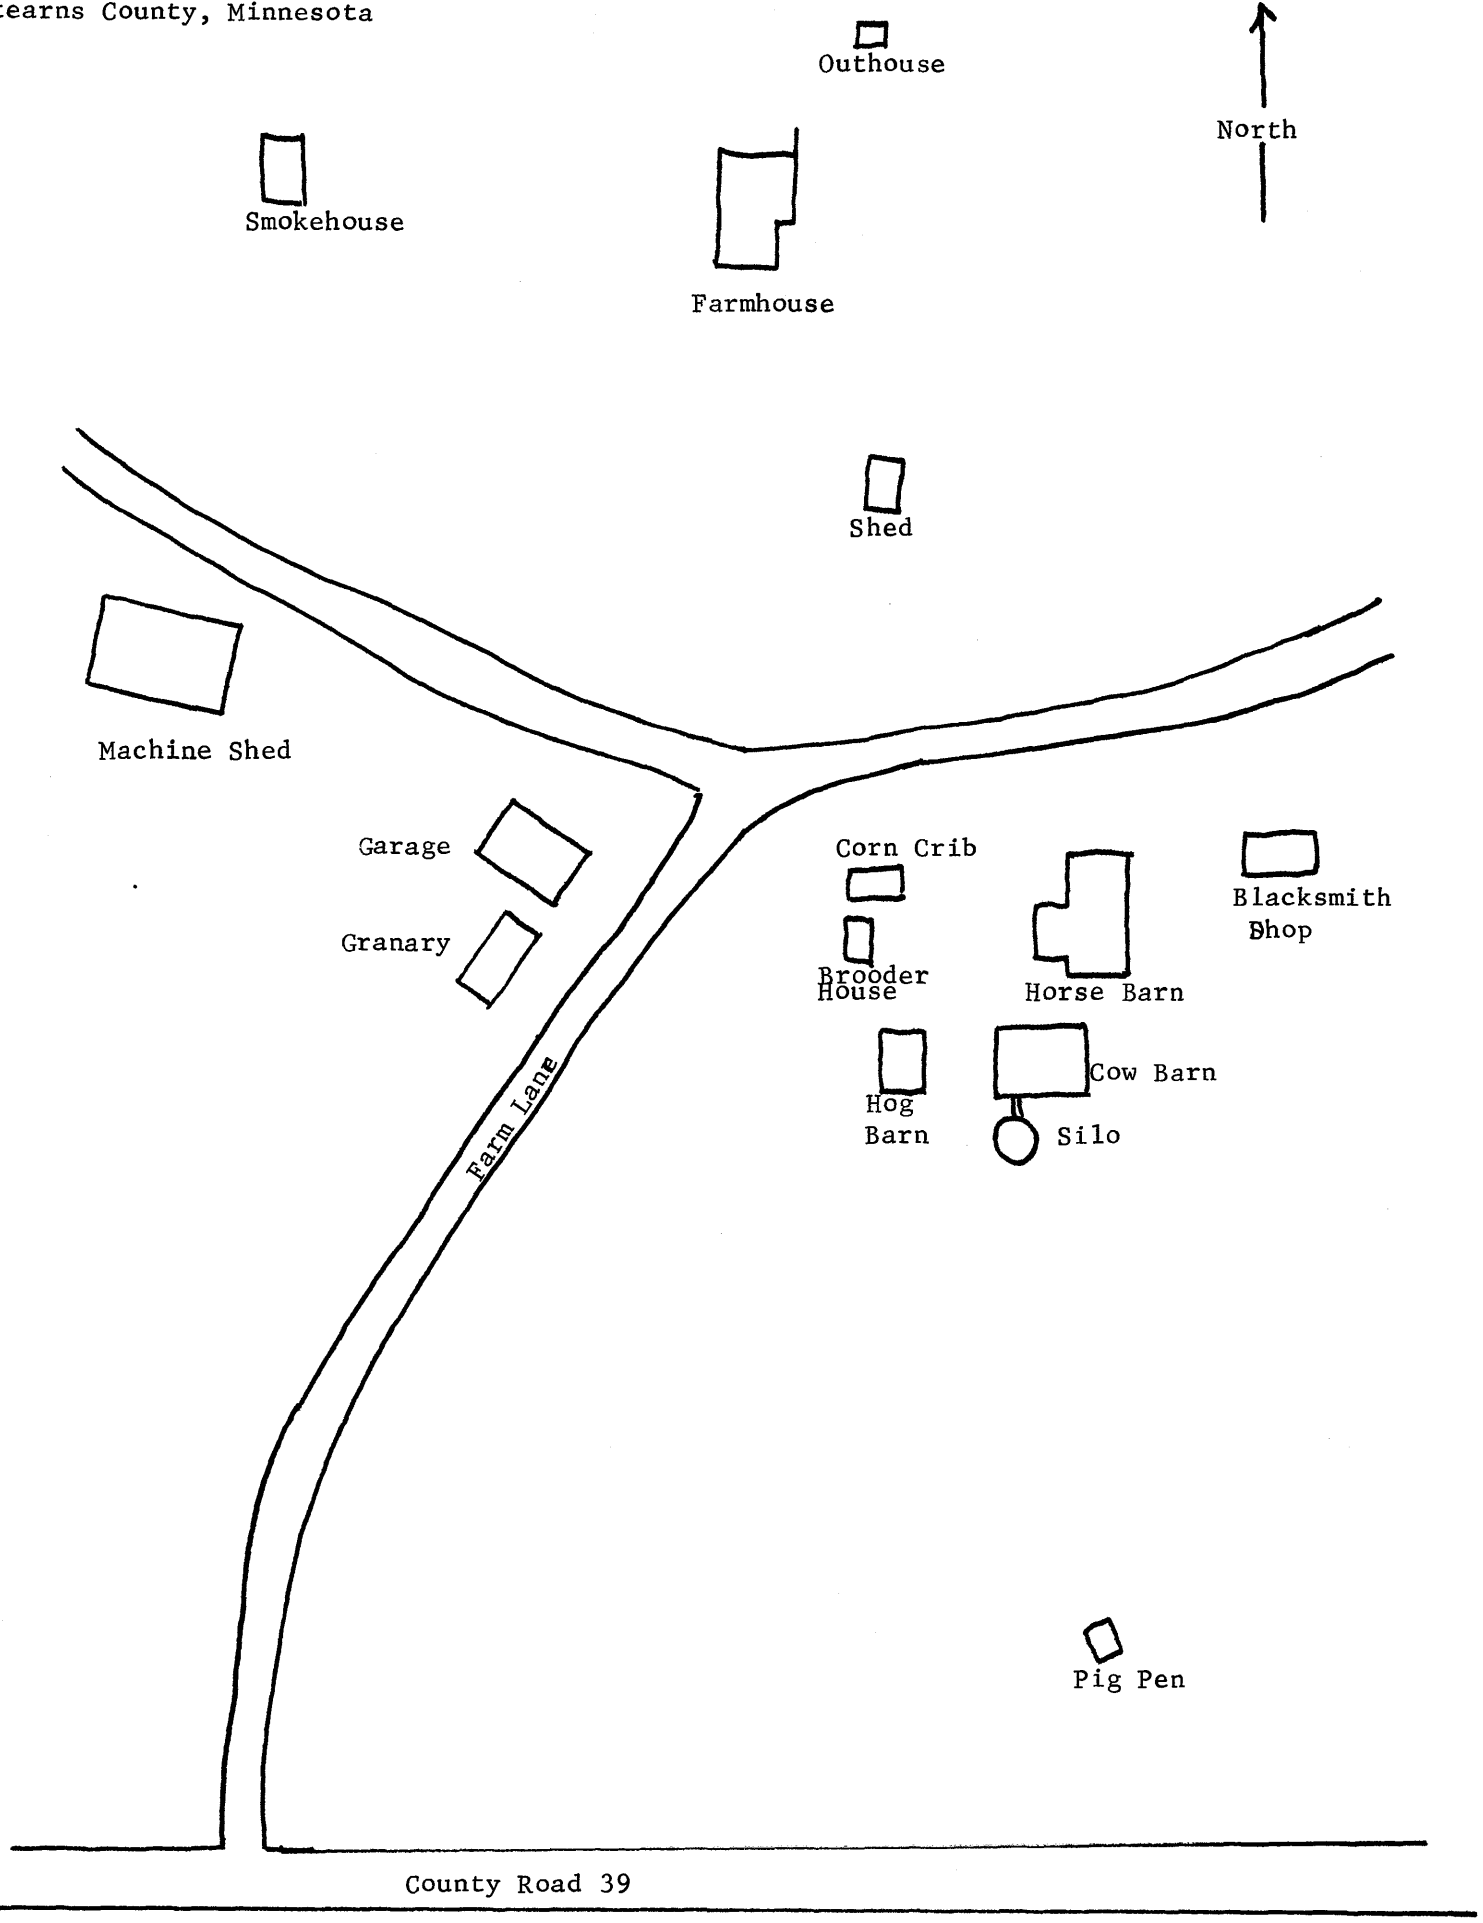 tearns County, Minnesota
Outhouse
North
Smokehouse
Farmhouse
Shed
Machine Shed
Garage
Corn Crib
Blacksmith
Shop
Granary
Brooder
House
Horse Barn
Cow Barn
Hog
Barn
Silo
Farm Lane
Pig Pen
County Road 39